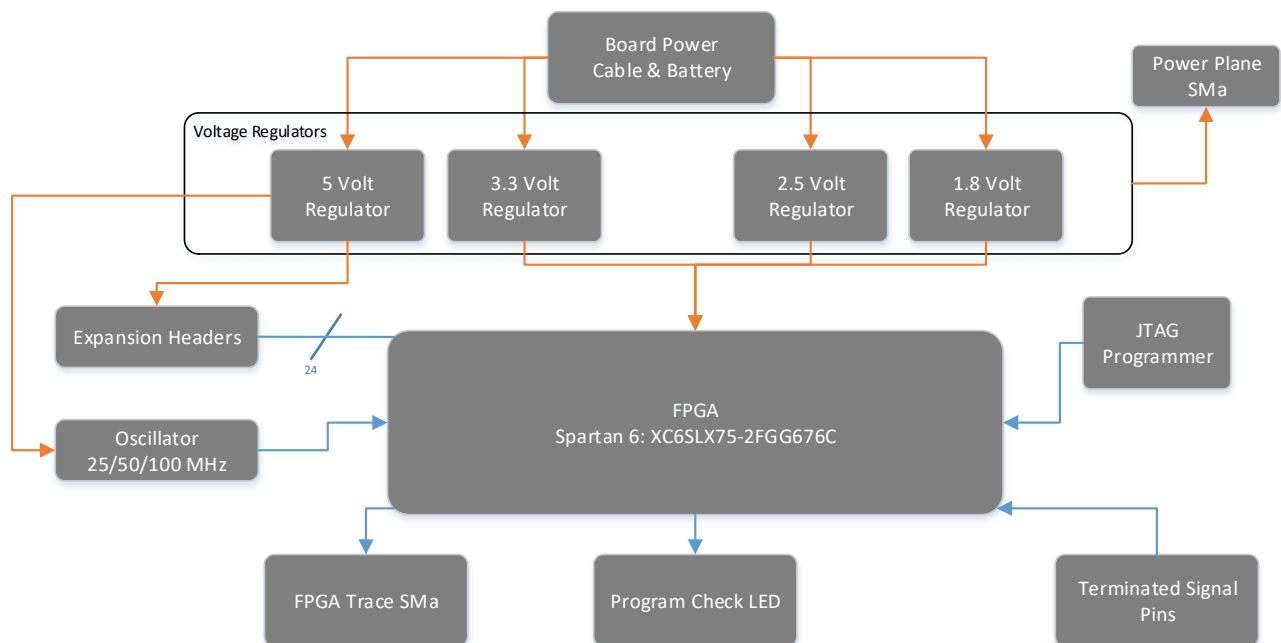 Board Power
Cable & Battery
Power Plane
SMa
Voltage Regulators
5 Volt
Regulator
3.3 Volt
Regulator
2.5 Volt
Regulator
1.8 Volt
Regulator
Expansion Headers
24
JTAG
Programmer
FPGA
Spartan 6: XC6SLX75-2FGG676C
Oscillator
25/50/100 MHz
FPGA Trace SMa
Program Check LED
Terminated Signal
Pins